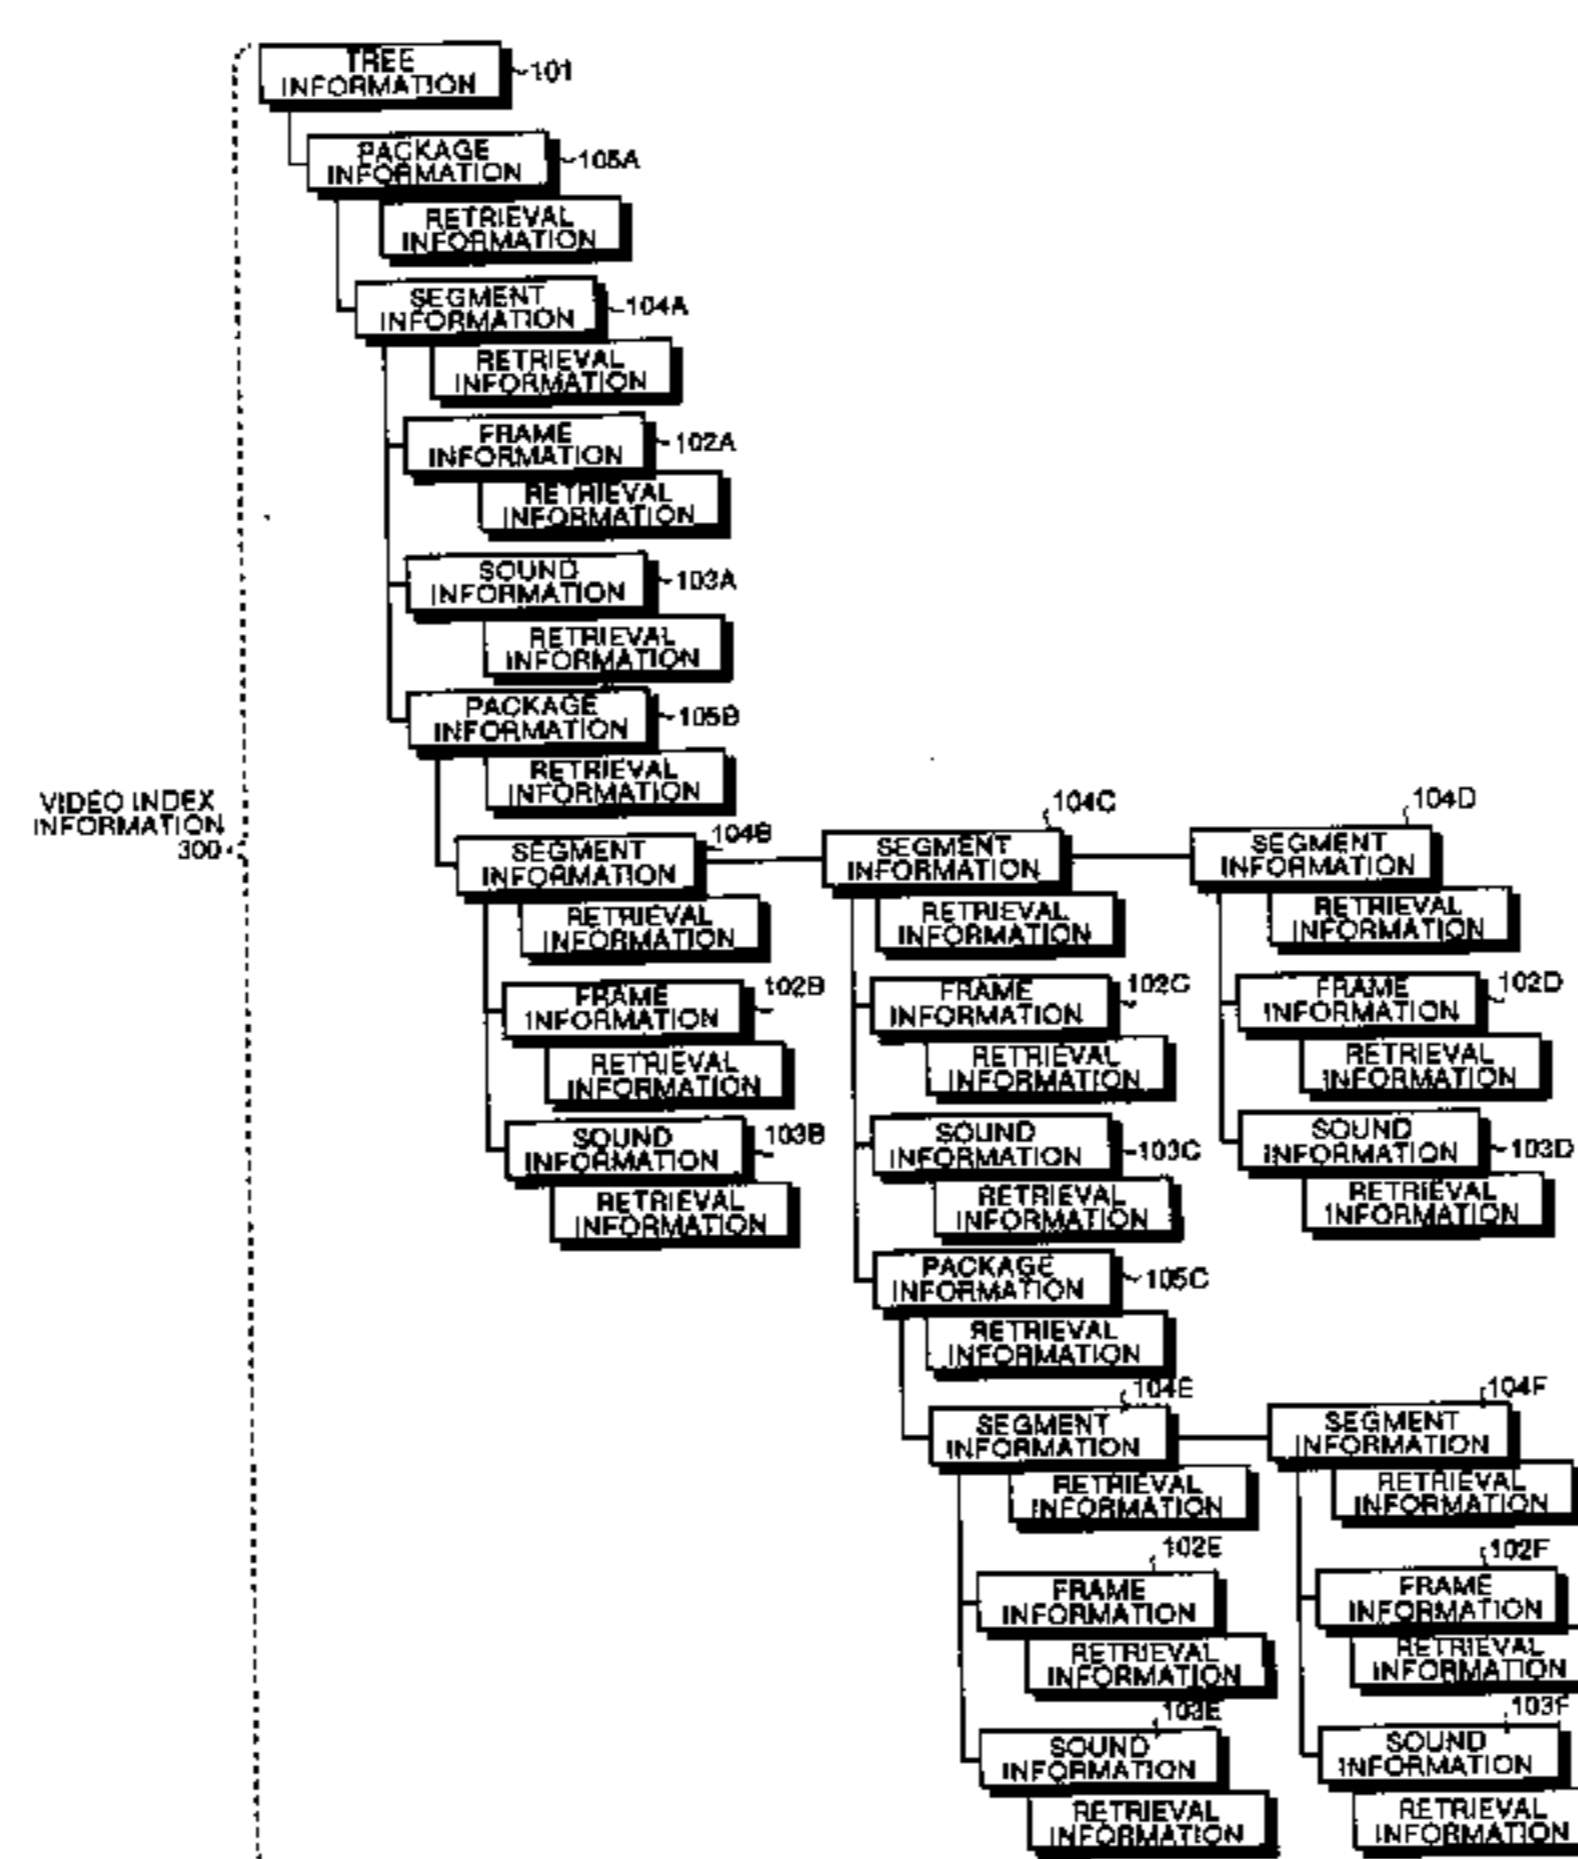 TREE
INFORMATION
101
PACKAGE
INFORMATION
105A
RETRIEVAL
INFORMATION
SEGMENT
INFORMATION
104A
RETRIEVAL
INFORMATION
FRAME
INFORMATION
102A
RETRIEVAL
INFORMATION
SOUND
INFORMATION
103A
RETRIEVAL
INFORMATION
PACKAGE
INFORMATION
105B
RETRIEVAL
INFORMATION
VIDEO INDEX
INFORMATION
300
104B
SEGMENT
INFORMATION
RETRIEVAL
INFORMATION
102B
FRAME
INFORMATION
RETRIEVAL
INFORMATION
103B
SOUND
INFORMATION
RETRIEVAL
INFORMATION
104C
SEGMENT
INFORMATION
RETRIEVAL
INFORMATION
102C
FRAME
INFORMATION
RETRIEVAL
INFORMATION
SOUND
INFORMATION
103C
RETRIEVAL
INFORMATION
PACKAGE
INFORMATION
105C
RETRIEVAL
INFORMATION
104D
SEGMENT
INFORMATION
RETRIEVAL
INFORMATION
102D
FRAME
INFORMATION
RETRIEVAL
INFORMATION
SOUND
INFORMATION
103D
RETRIEVAL
INFORMATION
104E
SEGMENT
INFORMATION
RETRIEVAL
INFORMATION
102E
FRAME
INFORMATION
RETRIEVAL
INFORMATION
103E
SOUND
INFORMATION
RETRIEVAL
INFORMATION
104F
SEGMENT
INFORMATION
RETRIEVAL
INFORMATION
102F
FRAME
INFORMATION
RETRIEVAL
INFORMATION
103F
SOUND
INFORMATION
RETRIEVAL
INFORMATION